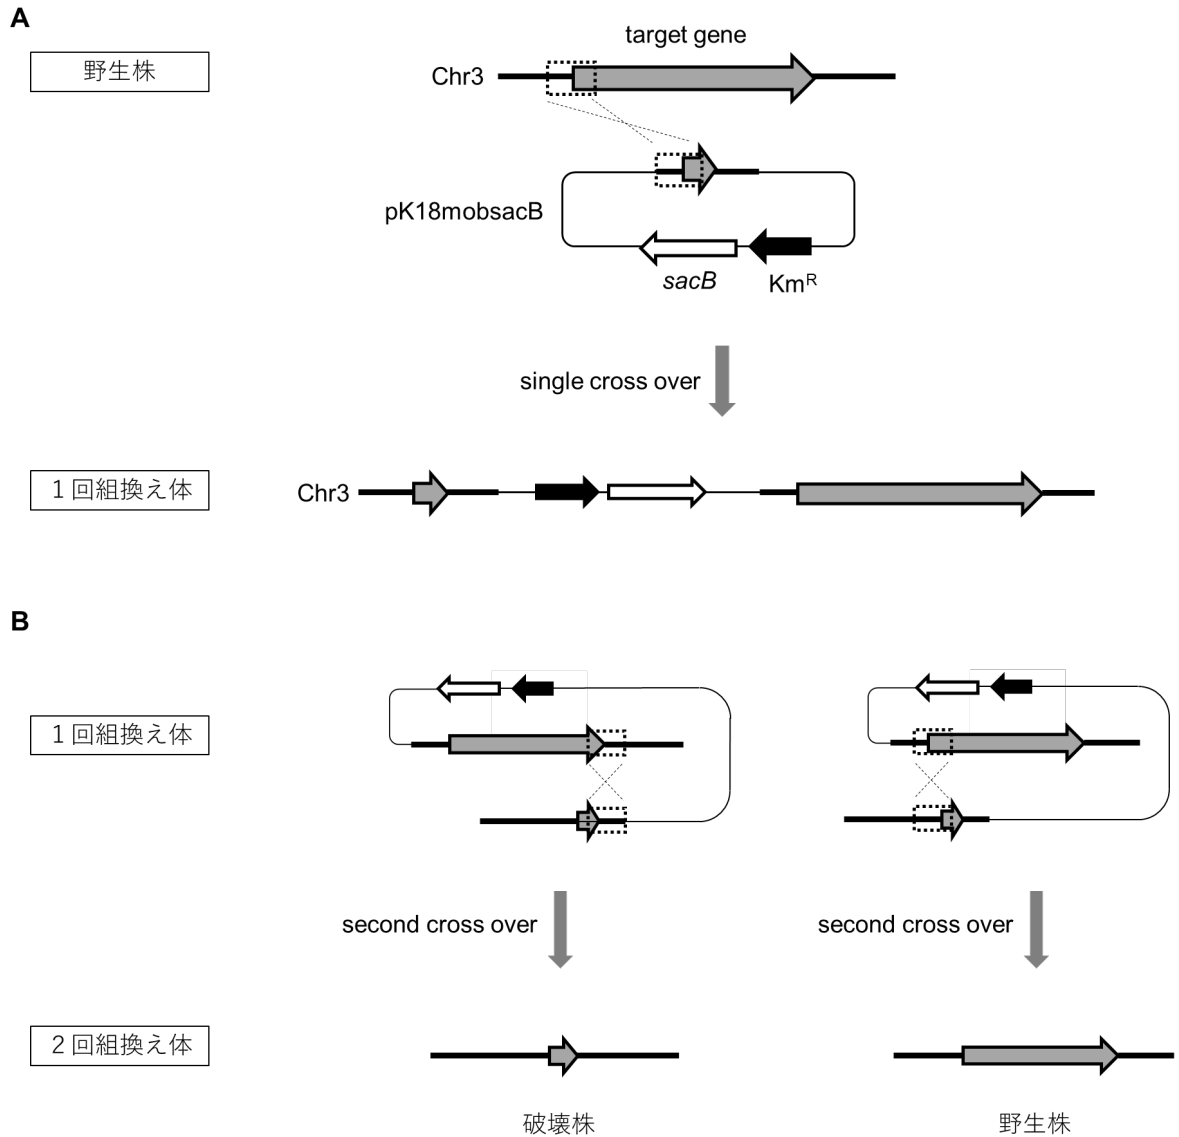 A
target gene
野生株
Chr3
pK18mobsacB
sacB
Kmᴿ
single cross over
１回組換え体
Chr3
B
１回組換え体
second cross over
second cross over
２回組換え体
破壊株
野生株